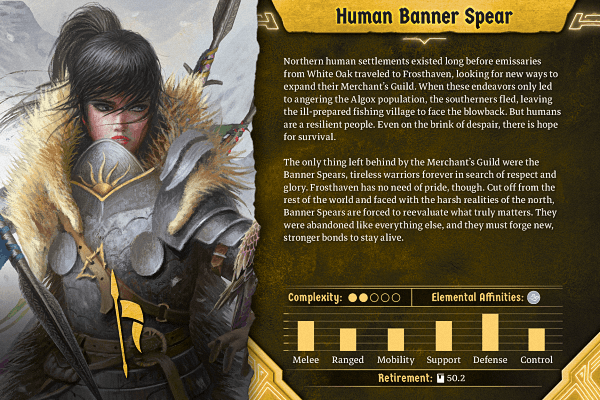 Human Banner Spear
Northern human settlements existed long before emissaries
from White Oak traveled to Frosthaven, looking for new ways to
expand their Merchant's Guild. When these endeavors only led
to angering the Algox population, the southerners fled, leaving
the ill-prepared fishing village to face the blowback. But humans
are a resilient people. Even on the brink of despair, there is hope
for survival.
The only thing left behind by the Merchant's Guild were the
Banner Spears, tireless warriors forever in search of respect and
glory. Frosthaven has no need of pride, though. Cut off from the
rest of the world and faced with the harsh realities of the north,
Banner Spears are forced to reevaluate what truly matters. They
were abandoned like everything else, and they must forge new,
stronger bonds to stay alive.
Complexity: Elemental Affinities:
Melee Ranged Mobility Support Defense Control
Retirement: 50.2